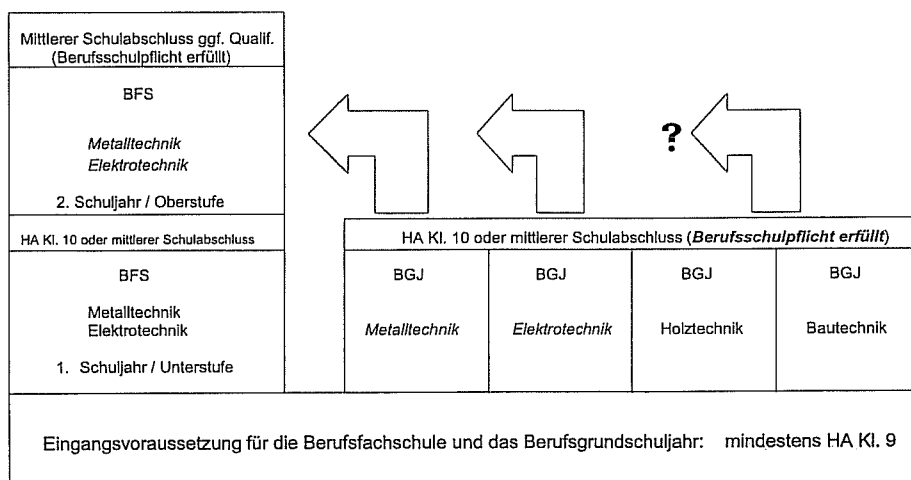 Mittlerer Schulabschluss ggf. Qualif.
(Berufsschulpflicht erfüllt)
BFS
Metalltechnik
Elektrotechnik
2. Schuljahr / Oberstufe
?
HA Kl. 10 oder mittlerer Schulabschluss
BFS
Metalltechnik
Elektrotechnik
1. Schuljahr / Unterstufe
HA Kl. 10 oder mittlerer Schulabschluss (Berufsschulpflicht erfüllt)
BGJ
Metalltechnik
BGJ
Elektrotechnik
BGJ
Holztechnik
BGJ
Bautechnik
Eingangsvoraussetzung für die Berufsfachschule und das Berufsgrundschuljahr: mindestens HA Kl. 9